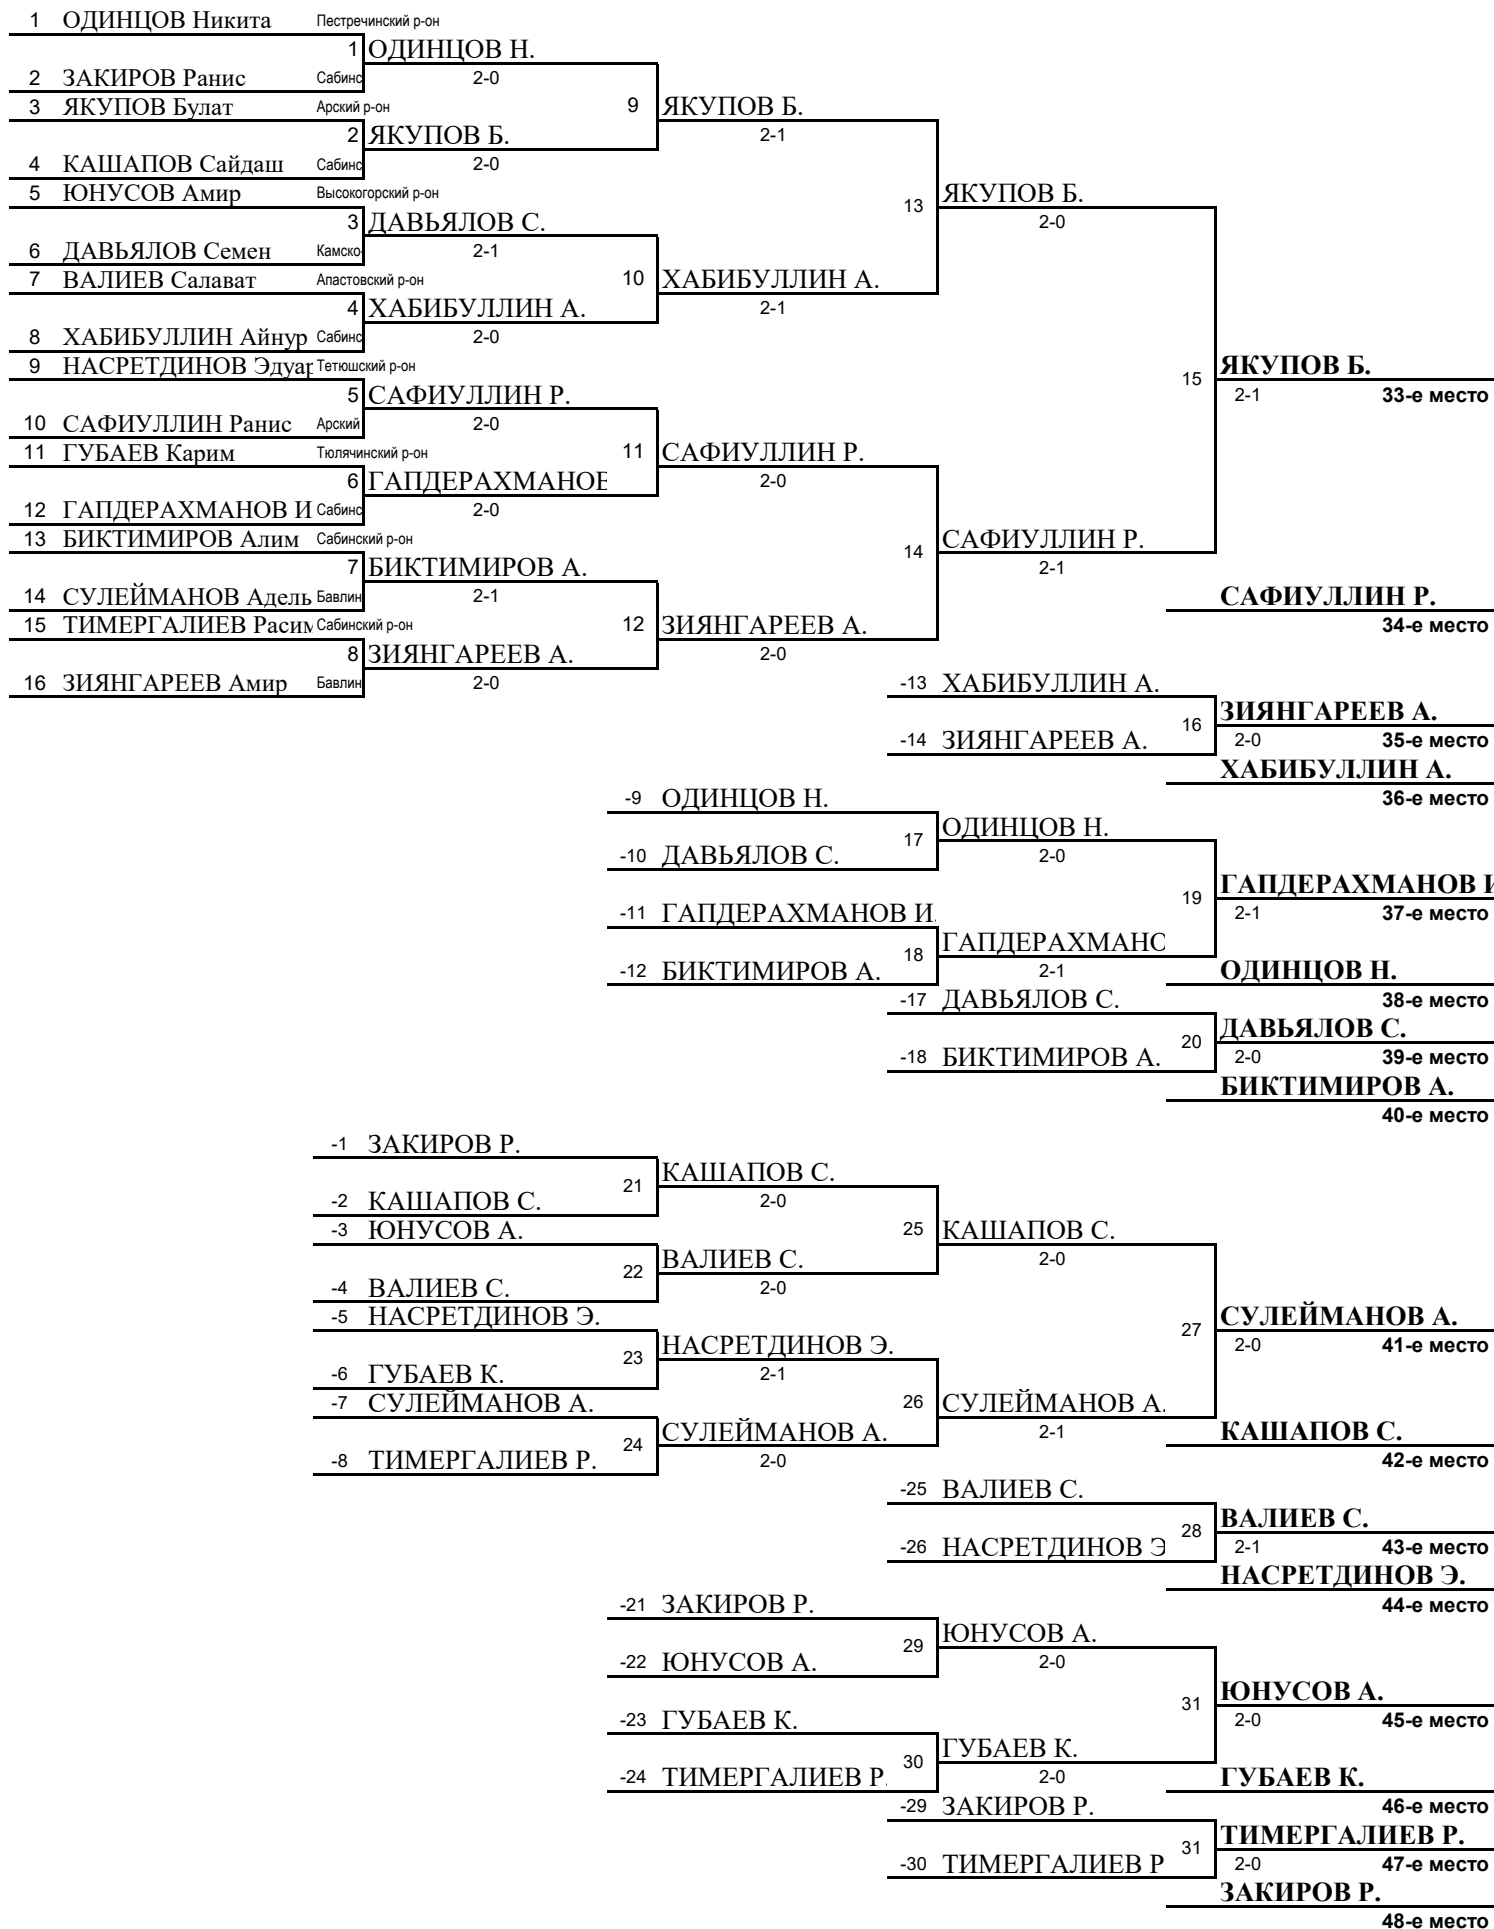 1 ОДИНЦОВ Никита Пестречинский р-он
1 ОДИНЦОВ Н.
2 ЗАКИРОВ Ранис Сабинс 2-0
3 ЯКУПОВ Булат Арский р-он 9 ЯКУПОВ Б.
2 ЯКУПОВ Б. 2-1
4 КАШАПОВ Сайдаш Сабинс 2-0
5 ЮНУСОВ Амир Высокогорский р-он 13 ЯКУПОВ Б.
3 ДАВЬЯЛОВ С. 2-0
6 ДАВЬЯЛОВ Семен Камско- 2-1
7 ВАЛИЕВ Салават Апастовский р-он 10 ХАБИБУЛЛИН А.
4 ХАБИБУЛЛИН А. 2-1
8 ХАБИБУЛЛИН Айнур Сабинс 2-0
9 НАСРЕТДИНОВ Эдуар Тетюшский р-он 15 ЯКУПОВ Б.
5 САФИУЛЛИН Р. 2-1 33-е место
10 САФИУЛЛИН Ранис Арский 2-0
11 ГУБАЕВ Карим Тюлячинский р-он 11 САФИУЛЛИН Р.
6 ГАПДЕРАХМАНОВ 2-0
12 ГАПДЕРАХМАНОВ И Сабинс 2-0
13 БИКТИМИРОВ Алим Сабинский р-он 14 САФИУЛЛИН Р.
7 БИКТИМИРОВ А. 2-1
14 СУЛЕЙМАНОВ Адель Бавлин 2-1 САФИУЛЛИН Р.
15 ТИМЕРГАЛИЕВ Расим Сабинский р-он 12 ЗИЯНГАРЕЕВ А. 34-е место
8 ЗИЯНГАРЕЕВ А. 2-0
16 ЗИЯНГАРЕЕВ Амир Бавлин 2-0 -13 ХАБИБУЛЛИН А.
16 ЗИЯНГАРЕЕВ А.
-14 ЗИЯНГАРЕЕВ А. 2-0 35-е место
ХАБИБУЛЛИН А.
-9 ОДИНЦОВ Н. 36-е место
17 ОДИНЦОВ Н.
-10 ДАВЬЯЛОВ С. 2-0
19 ГАПДЕРАХМАНОВ И
-11 ГАПДЕРАХМАНОВ И. 2-1 37-е место
18 ГАПДЕРАХМАНО
-12 БИКТИМИРОВ А. 2-1 ОДИНЦОВ Н.
-17 ДАВЬЯЛОВ С. 38-е место
20 ДАВЬЯЛОВ С.
-18 БИКТИМИРОВ А. 2-0 39-е место
БИКТИМИРОВ А.
40-е место
-1 ЗАКИРОВ Р.
21 КАШАПОВ С.
-2 КАШАПОВ С. 2-0
-3 ЮНУСОВ А. 25 КАШАПОВ С.
22 ВАЛИЕВ С. 2-0
-4 ВАЛИЕВ С. 2-0
-5 НАСРЕТДИНОВ Э. 27 СУЛЕЙМАНОВ А.
23 НАСРЕТДИНОВ Э. 2-0 41-е место
-6 ГУБАЕВ К. 2-1
-7 СУЛЕЙМАНОВ А. 26 СУЛЕЙМАНОВ А.
24 СУЛЕЙМАНОВ А. 2-1 КАШАПОВ С.
-8 ТИМЕРГАЛИЕВ Р. 2-0 42-е место
-25 ВАЛИЕВ С.
28 ВАЛИЕВ С.
-26 НАСРЕТДИНОВ Э 2-1 43-е место
НАСРЕТДИНОВ Э.
-21 ЗАКИРОВ Р. 44-е место
29 ЮНУСОВ А.
-22 ЮНУСОВ А. 2-0
31 ЮНУСОВ А.
-23 ГУБАЕВ К. 2-0 45-е место
30 ГУБАЕВ К.
-24 ТИМЕРГАЛИЕВ Р. 2-0 ГУБАЕВ К.
-29 ЗАКИРОВ Р. 46-е место
31 ТИМЕРГАЛИЕВ Р.
-30 ТИМЕРГАЛИЕВ Р 2-0 47-е место
ЗАКИРОВ Р.
48-е место